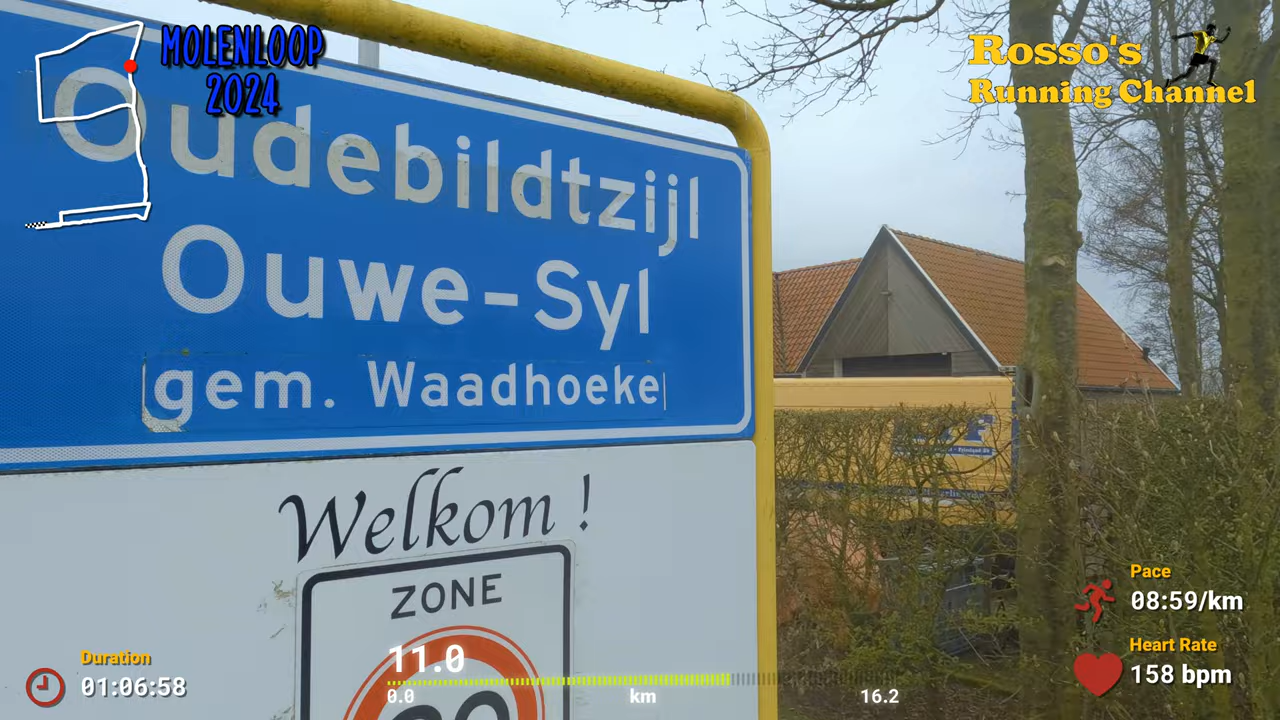 MOLENLOOP
2024
Rosso's
Running Channel
Oudebildtzijl
Ouwe-Syl
gem. Waadhoeke
Welkom !
ZONE
Pace
08:59/km
Heart Rate
158 bpm
Duration
01:06:58
11.0
0.0
km
16.2